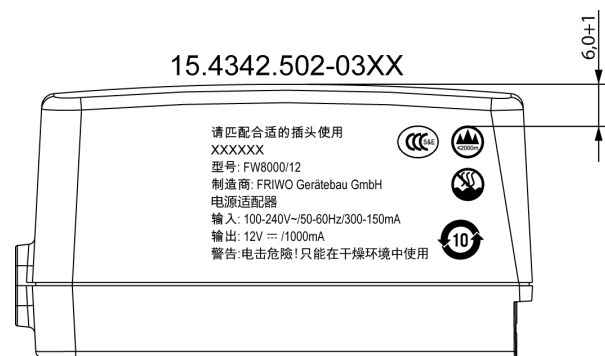 6,0+1
15.4342.502-03XX
请匹配合适的插头使用
XXXXXX
型号: FW8000/12
制造商: FRIWO Gerätebau GmbH
电源适配器
输入: 100-240V~/50-60Hz/300-150mA
输出: 12V ⎓ /1000mA
警告:电击危險!只能在干燥环境中使用
CCC S&E
≤2000m
10